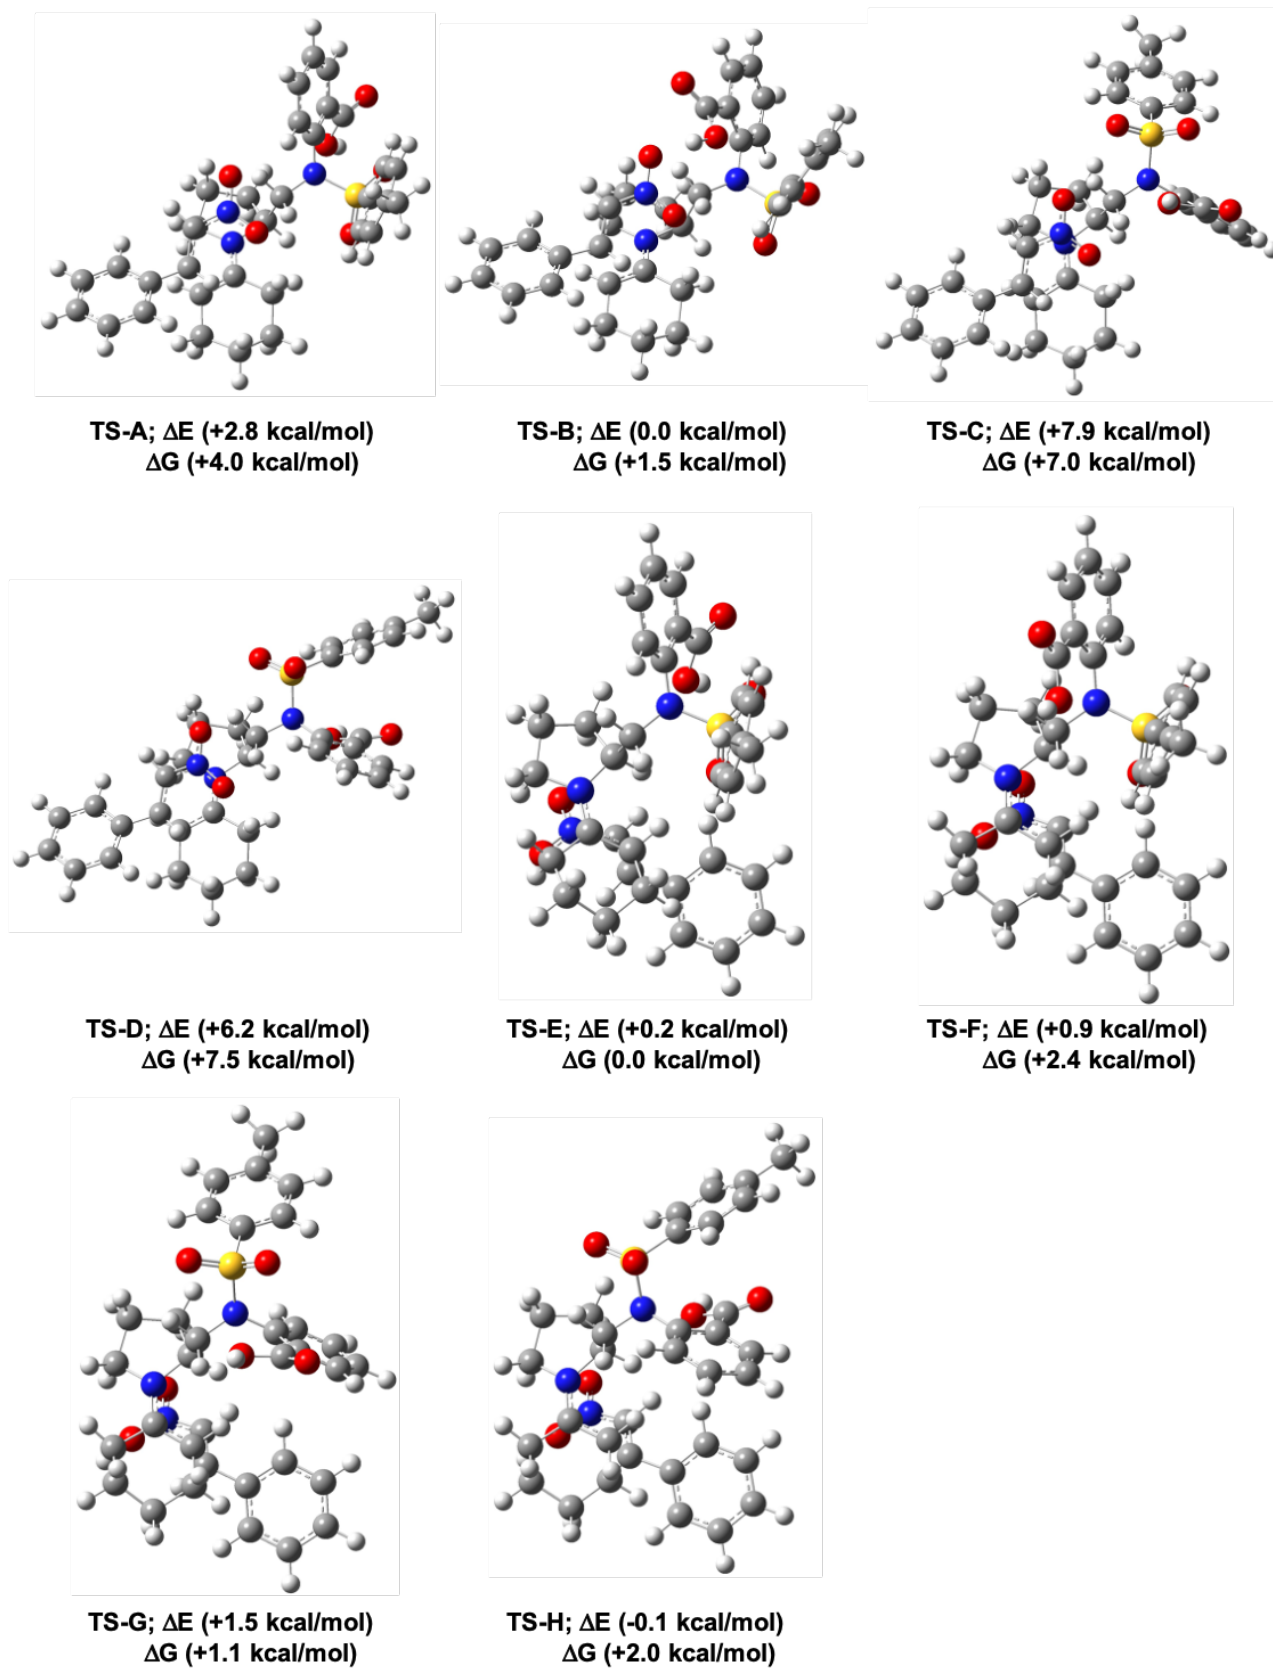 TS-A; ΔE (+2.8 kcal/mol)
ΔG (+4.0 kcal/mol)
TS-B; ΔE (0.0 kcal/mol)
ΔG (+1.5 kcal/mol)
TS-C; ΔE (+7.9 kcal/mol)
ΔG (+7.0 kcal/mol)
TS-D; ΔE (+6.2 kcal/mol)
ΔG (+7.5 kcal/mol)
TS-E; ΔE (+0.2 kcal/mol)
ΔG (0.0 kcal/mol)
TS-F; ΔE (+0.9 kcal/mol)
ΔG (+2.4 kcal/mol)
TS-G; ΔE (+1.5 kcal/mol)
ΔG (+1.1 kcal/mol)
TS-H; ΔE (-0.1 kcal/mol)
ΔG (+2.0 kcal/mol)